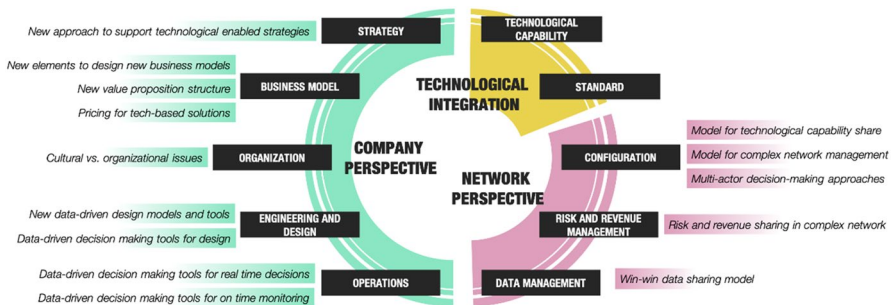 New approach to support technological enabled strategies
STRATEGY
New elements to design new business models
New value proposition structure
Pricing for tech-based solutions
BUSINESS MODEL
Cultural vs. organizational issues
ORGANIZATION
New data-driven design models and tools
Data-driven decision making tools for design
ENGINEERING AND
DESIGN
Data-driven decision making tools for real time decisions
Data-driven decision making tools for on time monitoring
OPERATIONS
COMPANY
PERSPECTIVE
TECHNOLOGICAL
INTEGRATION
NETWORK
PERSPECTIVE
TECHNOLOGICAL
CAPABILITY
STANDARD
CONFIGURATION
Model for technological capability share
Model for complex network management
Multi-actor decision-making approaches
RISK AND REVENUE
MANAGEMENT
Risk and revenue sharing in complex network
DATA MANAGEMENT
Win-win data sharing model